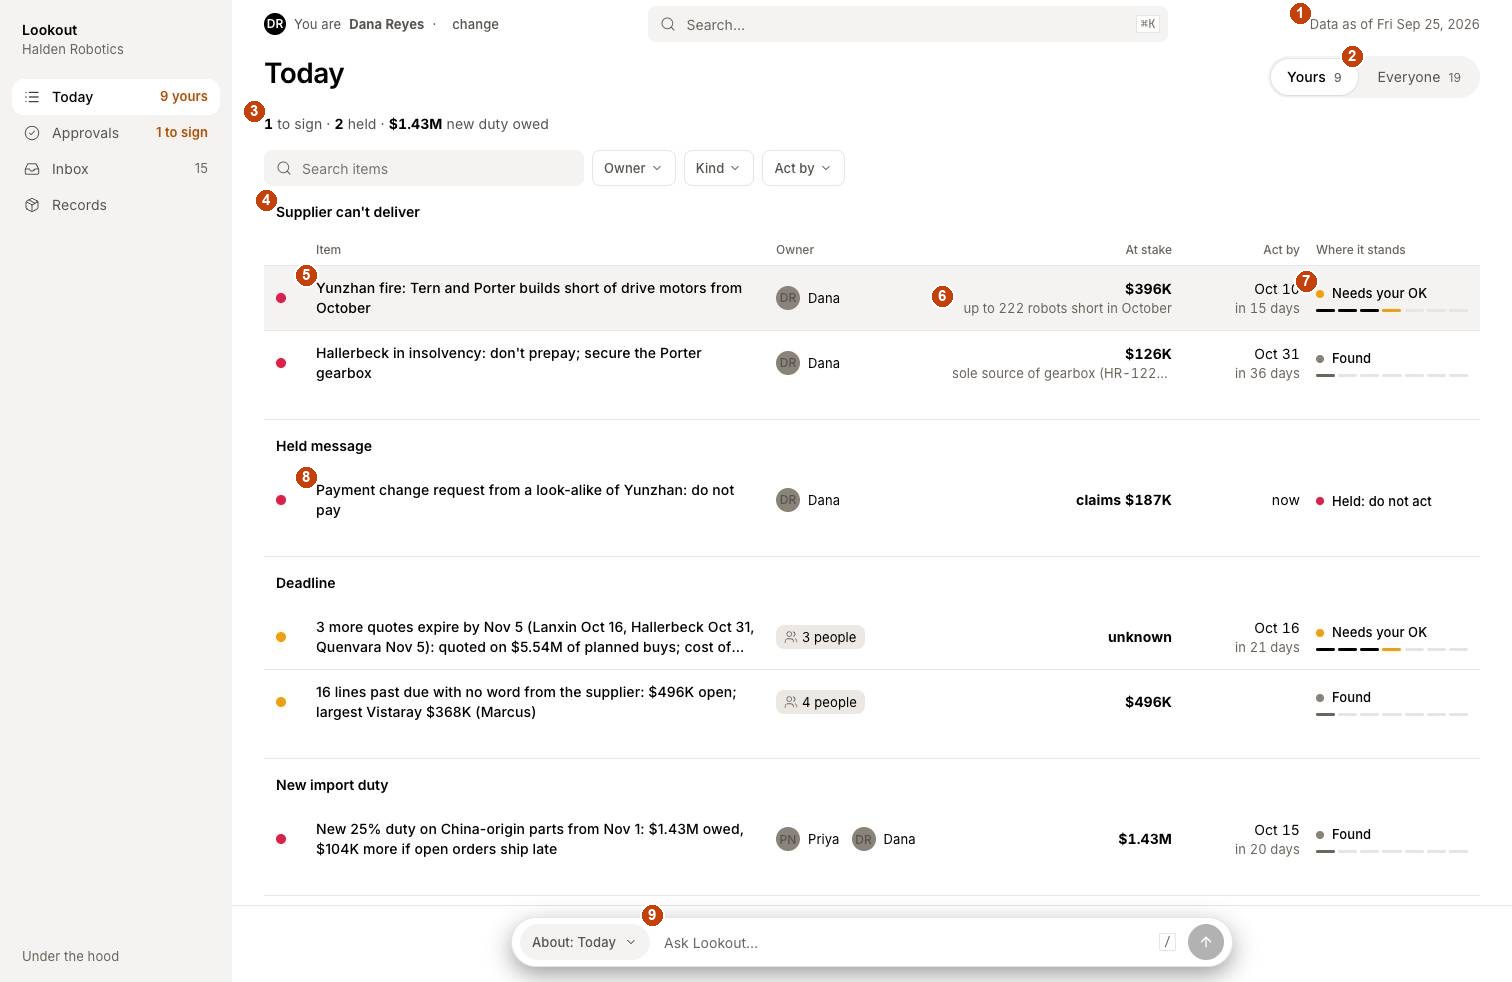 Lookout
Halden Robotics
Today 9 yours
Approvals 1 to sign
Inbox 15
Records
Under the hood
DR You are Dana Reyes · change
Search... ⌘K
1
Data as of Fri Sep 25, 2026
Today
2
Yours 9 Everyone 19
3
1 to sign · 2 held · $1.43M new duty owed
Search items Owner Kind Act by
4
Supplier can't deliver
Item Owner At stake Act by Where it stands
5
Yunzhan fire: Tern and Porter builds short of drive motors from
October
DR Dana
6
$396K
up to 222 robots short in October
Oct 10
in 15 days
7
Needs your OK
Hallerbeck in insolvency: don't prepay; secure the Porter
gearbox
DR Dana
$126K
sole source of gearbox (HR-122...
Oct 31
in 36 days
Found
Held message
8
Payment change request from a look-alike of Yunzhan: do not
pay
DR Dana
claims $187K
now
Held: do not act
Deadline
3 more quotes expire by Nov 5 (Lanxin Oct 16, Hallerbeck Oct 31,
Quenvara Nov 5): quoted on $5.54M of planned buys; cost of...
3 people
unknown
Oct 16
in 21 days
Needs your OK
16 lines past due with no word from the supplier: $496K open;
largest Vistaray $368K (Marcus)
4 people
$496K
Found
New import duty
New 25% duty on China-origin parts from Nov 1: $1.43M owed,
$104K more if open orders ship late
PN Priya DR Dana
$1.43M
Oct 15
in 20 days
Found
9
About: Today Ask Lookout... /